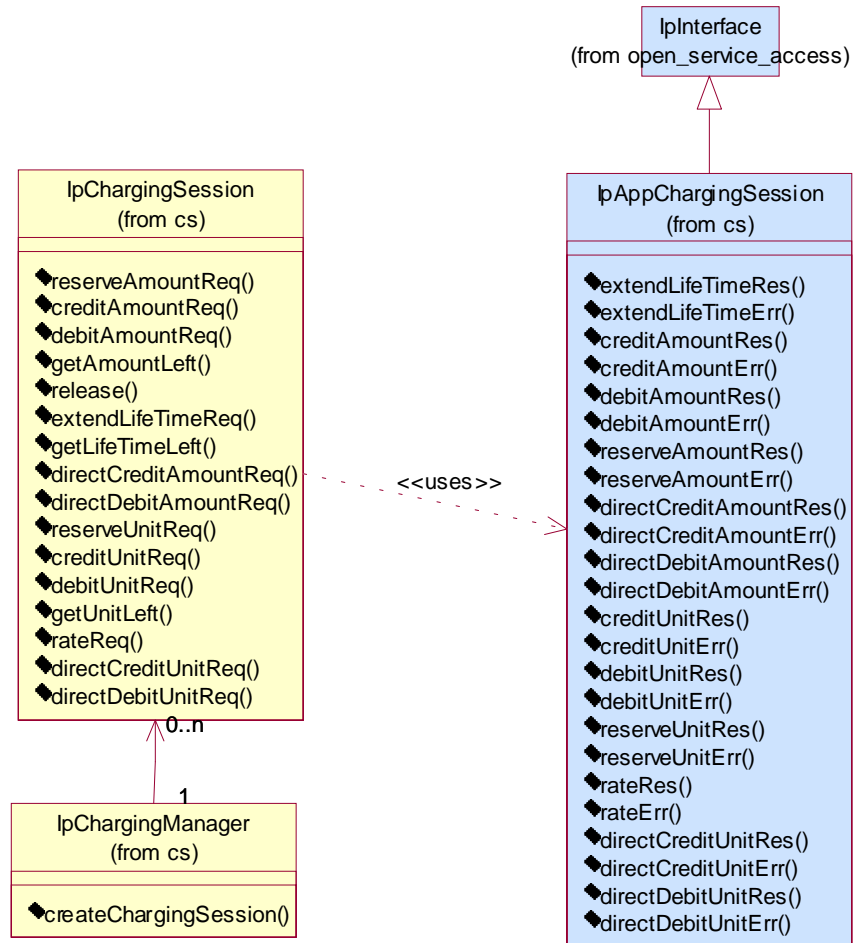 IpInterface
(from open_service_access)
IpChargingSession
(from cs)
reserveAmountReq()
creditAmountReq()
debitAmountReq()
getAmountLeft()
release()
extendLifeTimeReq()
getLifeTimeLeft()
directCreditAmountReq()
directDebitAmountReq()
reserveUnitReq()
creditUnitReq()
debitUnitReq()
getUnitLeft()
rateReq()
directCreditUnitReq()
directDebitUnitReq()
<<uses>>
IpAppChargingSession
(from cs)
extendLifeTimeRes()
extendLifeTimeErr()
creditAmountRes()
creditAmountErr()
debitAmountRes()
debitAmountErr()
reserveAmountRes()
reserveAmountErr()
directCreditAmountRes()
directCreditAmountErr()
directDebitAmountRes()
directDebitAmountErr()
creditUnitRes()
creditUnitErr()
debitUnitRes()
debitUnitErr()
reserveUnitRes()
reserveUnitErr()
rateRes()
rateErr()
directCreditUnitRes()
directCreditUnitErr()
directDebitUnitRes()
directDebitUnitErr()
0..n
1
IpChargingManager
(from cs)
createChargingSession()